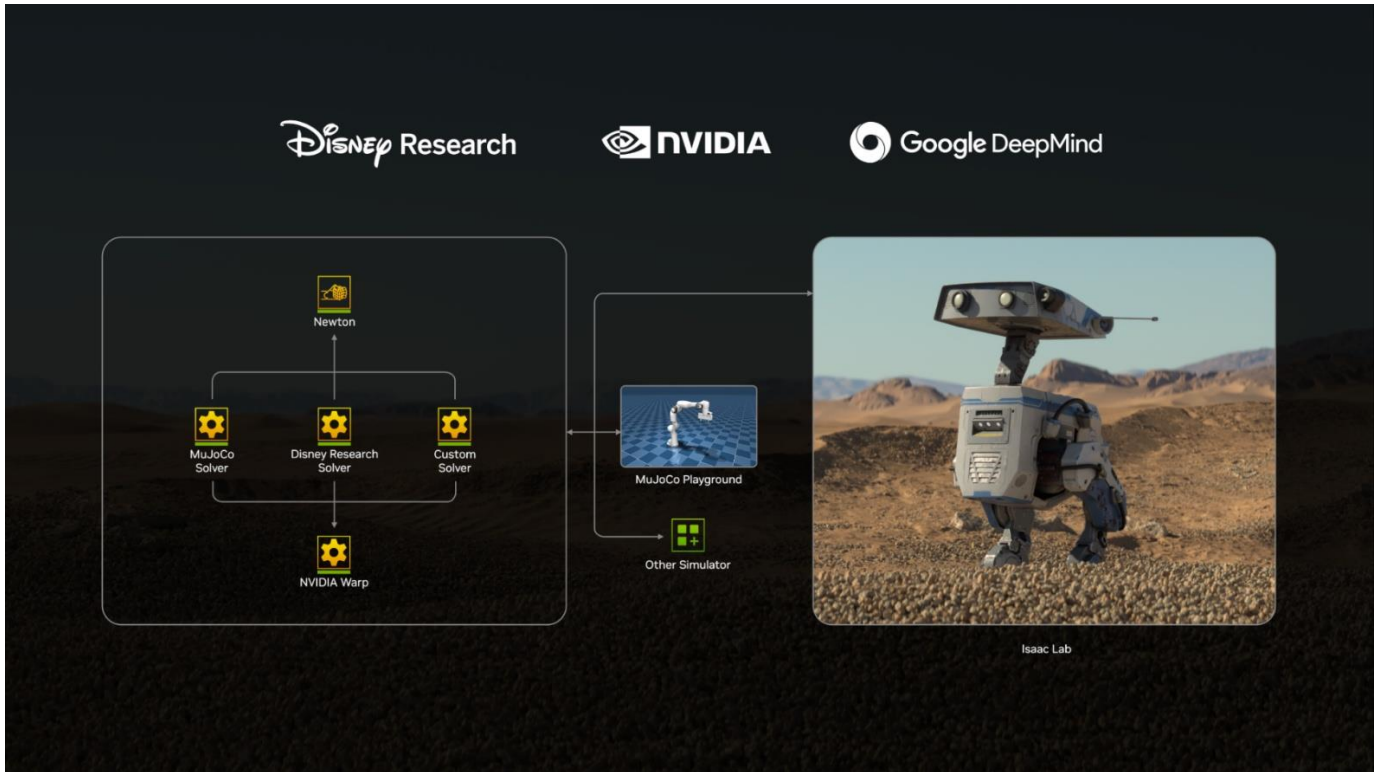 Disney Research
NVIDIA
Google DeepMind
Newton
MuJoCo
Solver
Disney Research
Solver
Custom
Solver
NVIDIA Warp
MuJoCo Playground
Other Simulator
Isaac Lab